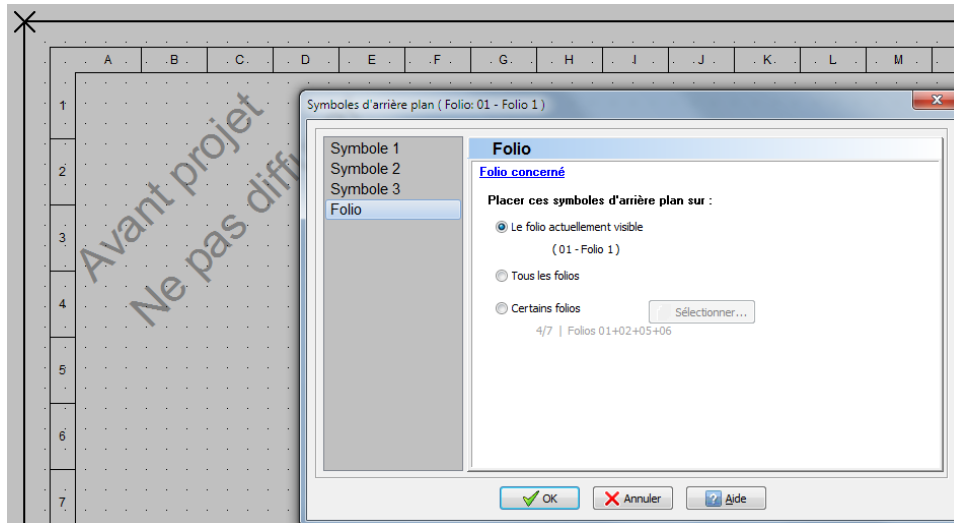 A B C D E F G H I J K L M
1
2
3
4
5
6
7
Avant projet
Ne pas diffu
Symboles d'arrière plan ( Folio: 01 - Folio 1 )
Symbole 1
Symbole 2
Symbole 3
Folio
Folio
Folio concerné
Placer ces symboles d'arrière plan sur :
Le folio actuellement visible
( 01 - Folio 1 )
Tous les folios
Certains folios
Sélectionner...
4/7 | Folios 01+02+05+06
OK
Annuler
Aide